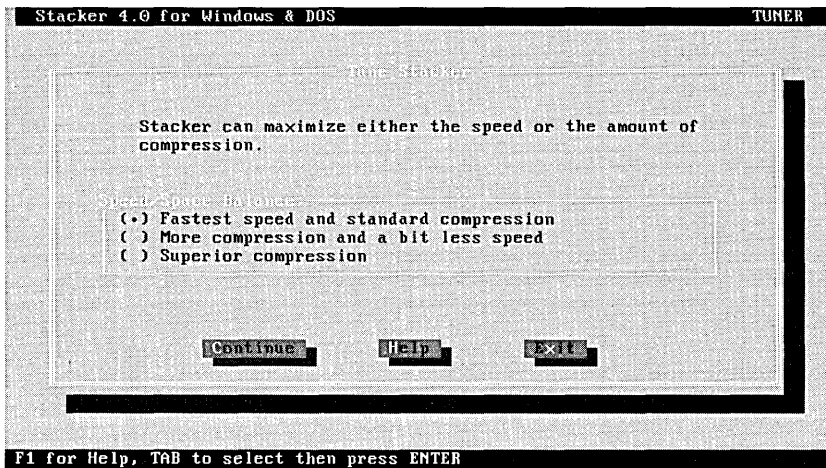 Stacker 4.0 for Windows & DOS TUNER
Tune Stacker
Stacker can maximize either the speed or the amount of
compression.
Speed/Space Balance
(•) Fastest speed and standard compression
( ) More compression and a bit less speed
( ) Superior compression
Continue Help Exit
F1 for Help, TAB to select then press ENTER